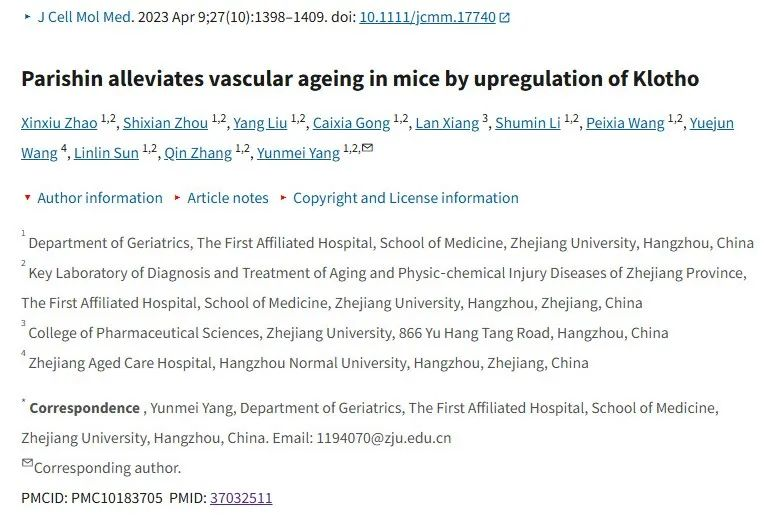 J Cell Mol Med. 2023 Apr 9;27(10):1398–1409. doi: 10.1111/jcmm.17740
Parishin alleviates vascular ageing in mice by upregulation of Klotho
Xinxiu Zhao 1,2, Shixian Zhou 1,2, Yang Liu 1,2, Caixia Gong 1,2, Lan Xiang 3, Shumin Li 1,2, Peixia Wang 1,2, Yuejun
Wang 4, Linlin Sun 1,2, Qin Zhang 1,2, Yunmei Yang 1,2,
Author information Article notes Copyright and License information
1 Department of Geriatrics, The First Affiliated Hospital, School of Medicine, Zhejiang University, Hangzhou, China
2 Key Laboratory of Diagnosis and Treatment of Aging and Physic‐chemical Injury Diseases of Zhejiang Province,
The First Affiliated Hospital, School of Medicine, Zhejiang University, Hangzhou, Zhejiang, China
3 College of Pharmaceutical Sciences, Zhejiang University, 866 Yu Hang Tang Road, Hangzhou, China
4 Zhejiang Aged Care Hospital, Hangzhou Normal University, Hangzhou, Zhejiang, China
* Correspondence , Yunmei Yang, Department of Geriatrics, The First Affiliated Hospital, School of Medicine,
Zhejiang University, Hangzhou, China. Email: 1194070@zju.edu.cn
Corresponding author.
PMCID: PMC10183705 PMID: 37032511